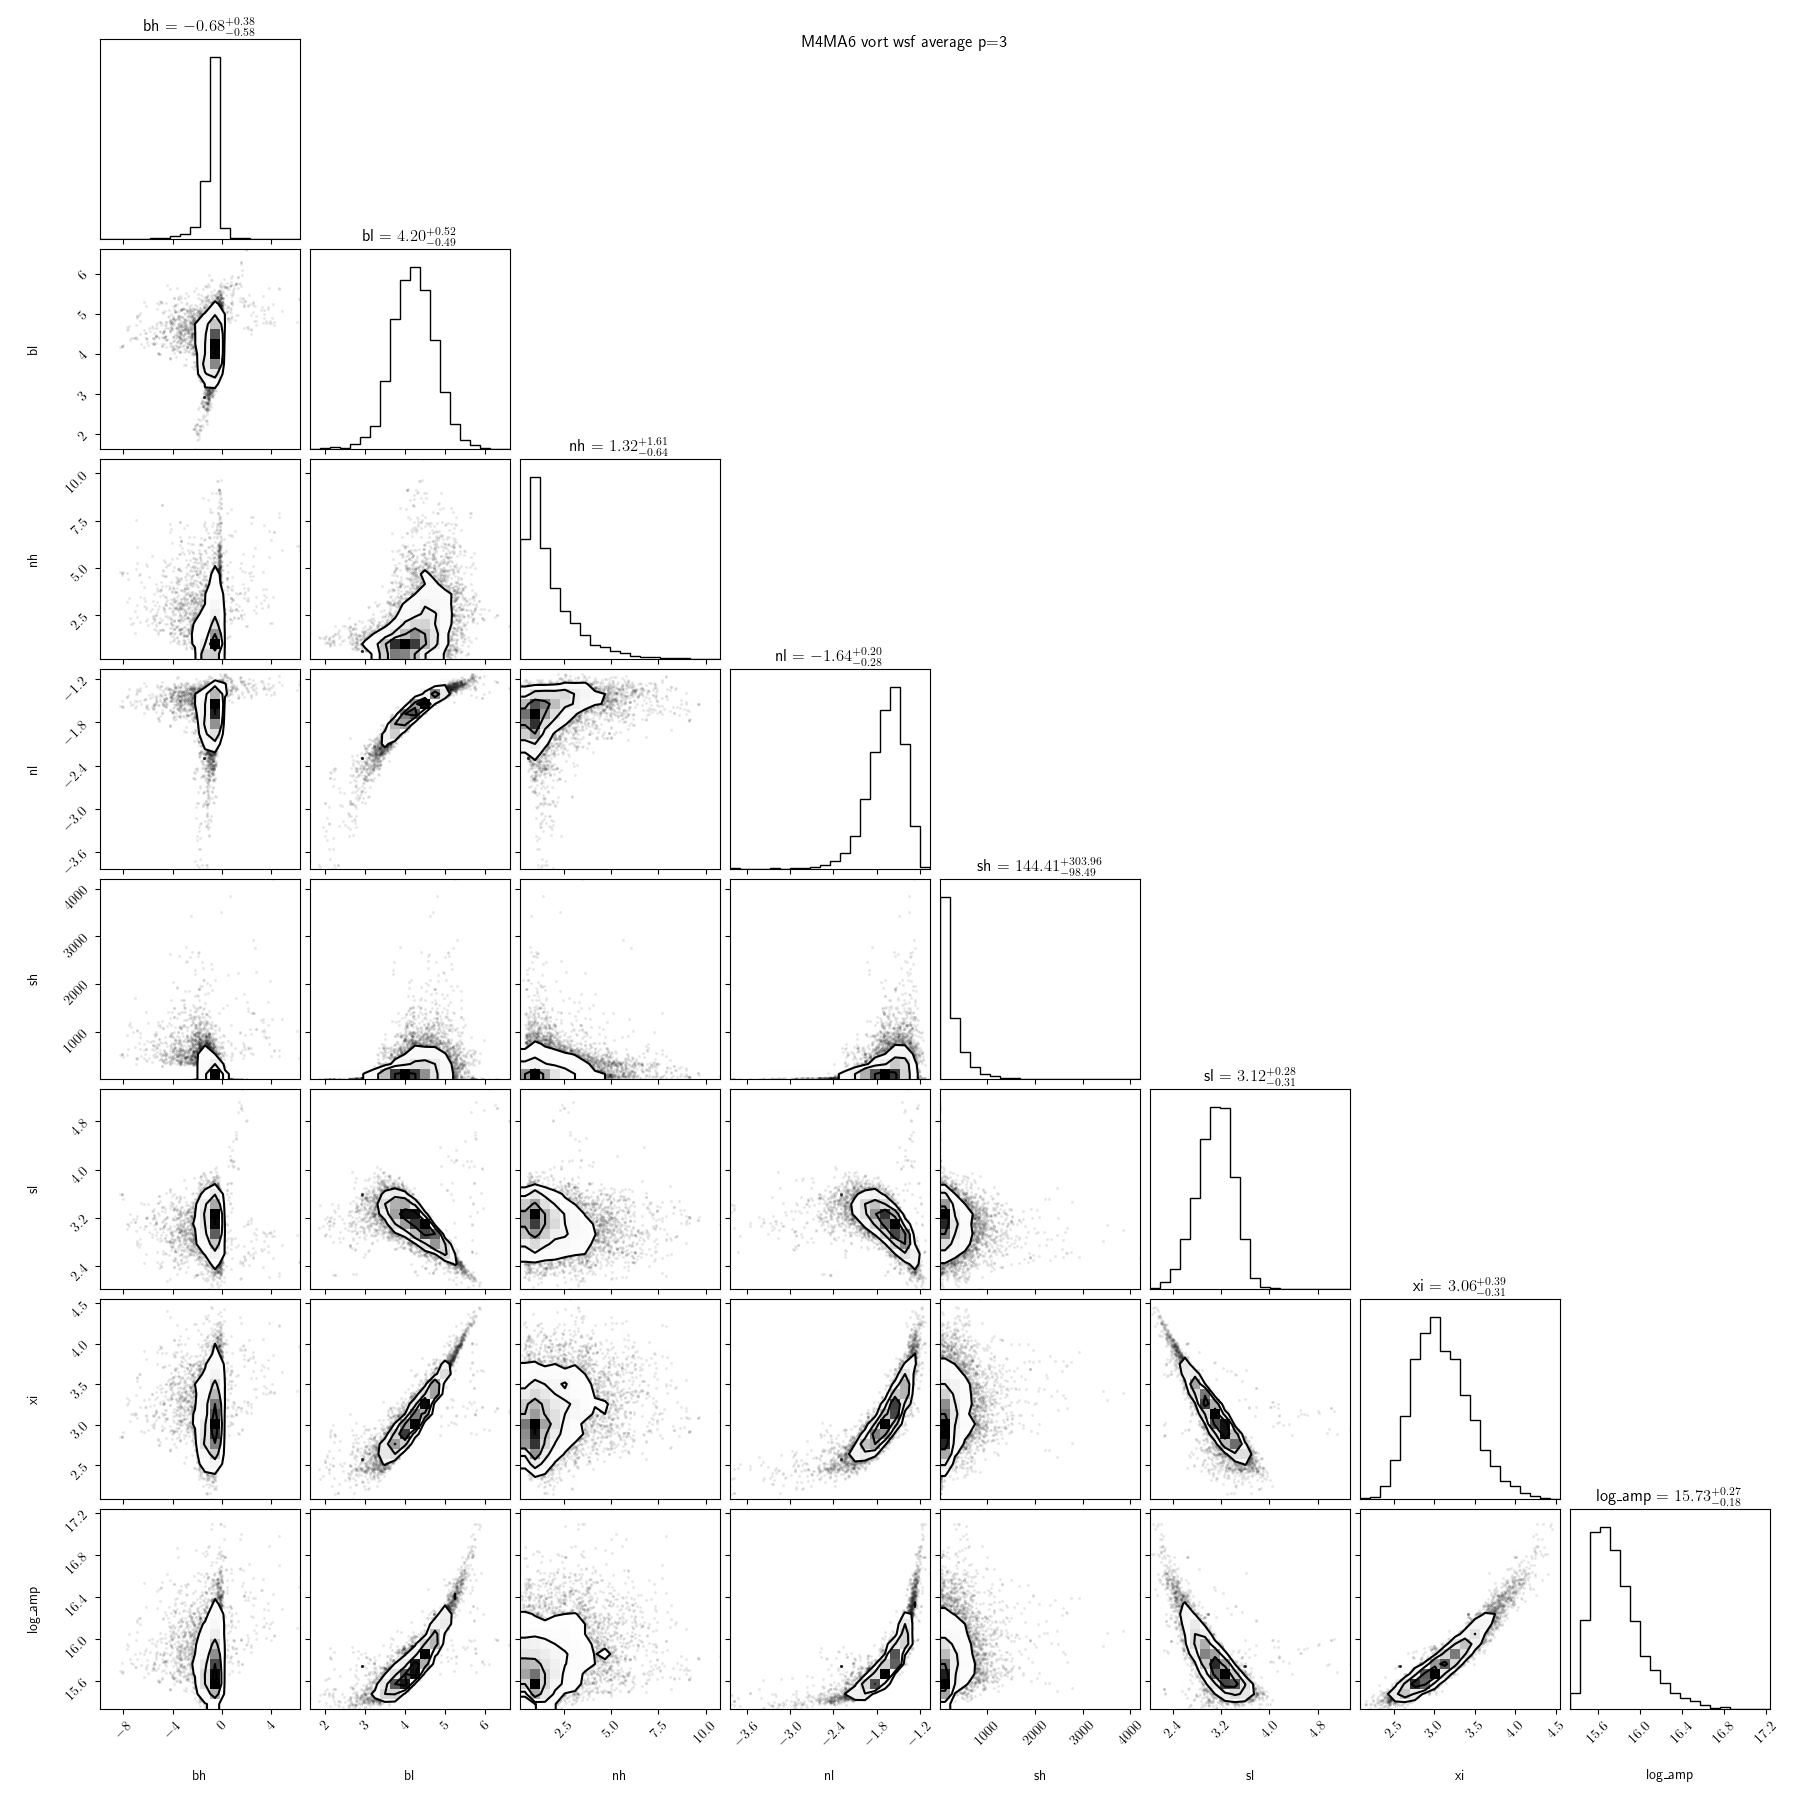 M4MA6 vort wsf average p=3
bh = −0.68+0.38−0.58
bl = 4.20+0.52−0.49
6
5
4
3
2
bl
nh = 1.32+1.61−0.64
10.0
7.5
5.0
2.5
nh
nl = −1.64+0.20−0.28
−1.2
−1.8
−2.4
−3.0
−3.6
nl
sh = 144.41+303.96−98.49
4000
3000
2000
1000
sh
sl = 3.12+0.28−0.31
4.8
4.0
3.2
2.4
sl
xi = 3.06+0.39−0.31
4.5
4.0
3.5
3.0
2.5
xi
log_amp = 15.73+0.27−0.18
17.2
16.8
16.4
16.0
15.6
log_amp
−8 −4 0 4 2 3 4 5 6 2.5 5.0 7.5 10.0 −3.6 −3.0 −2.4 −1.8 −1.2 1000 2000 3000 4000 2.4 3.2 4.0 4.8 2.5 3.0 3.5 4.0 4.5 15.6 16.0 16.4 16.8 17.2
bh bl nh nl sh sl xi log_amp